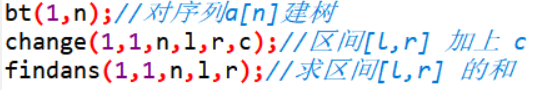 bt(1,n);//对序列a[n]建树
change(1,1,n,l,r,c);//区间[l,r] 加上 c
findans(1,1,n,l,r);//求区间[l,r] 的和